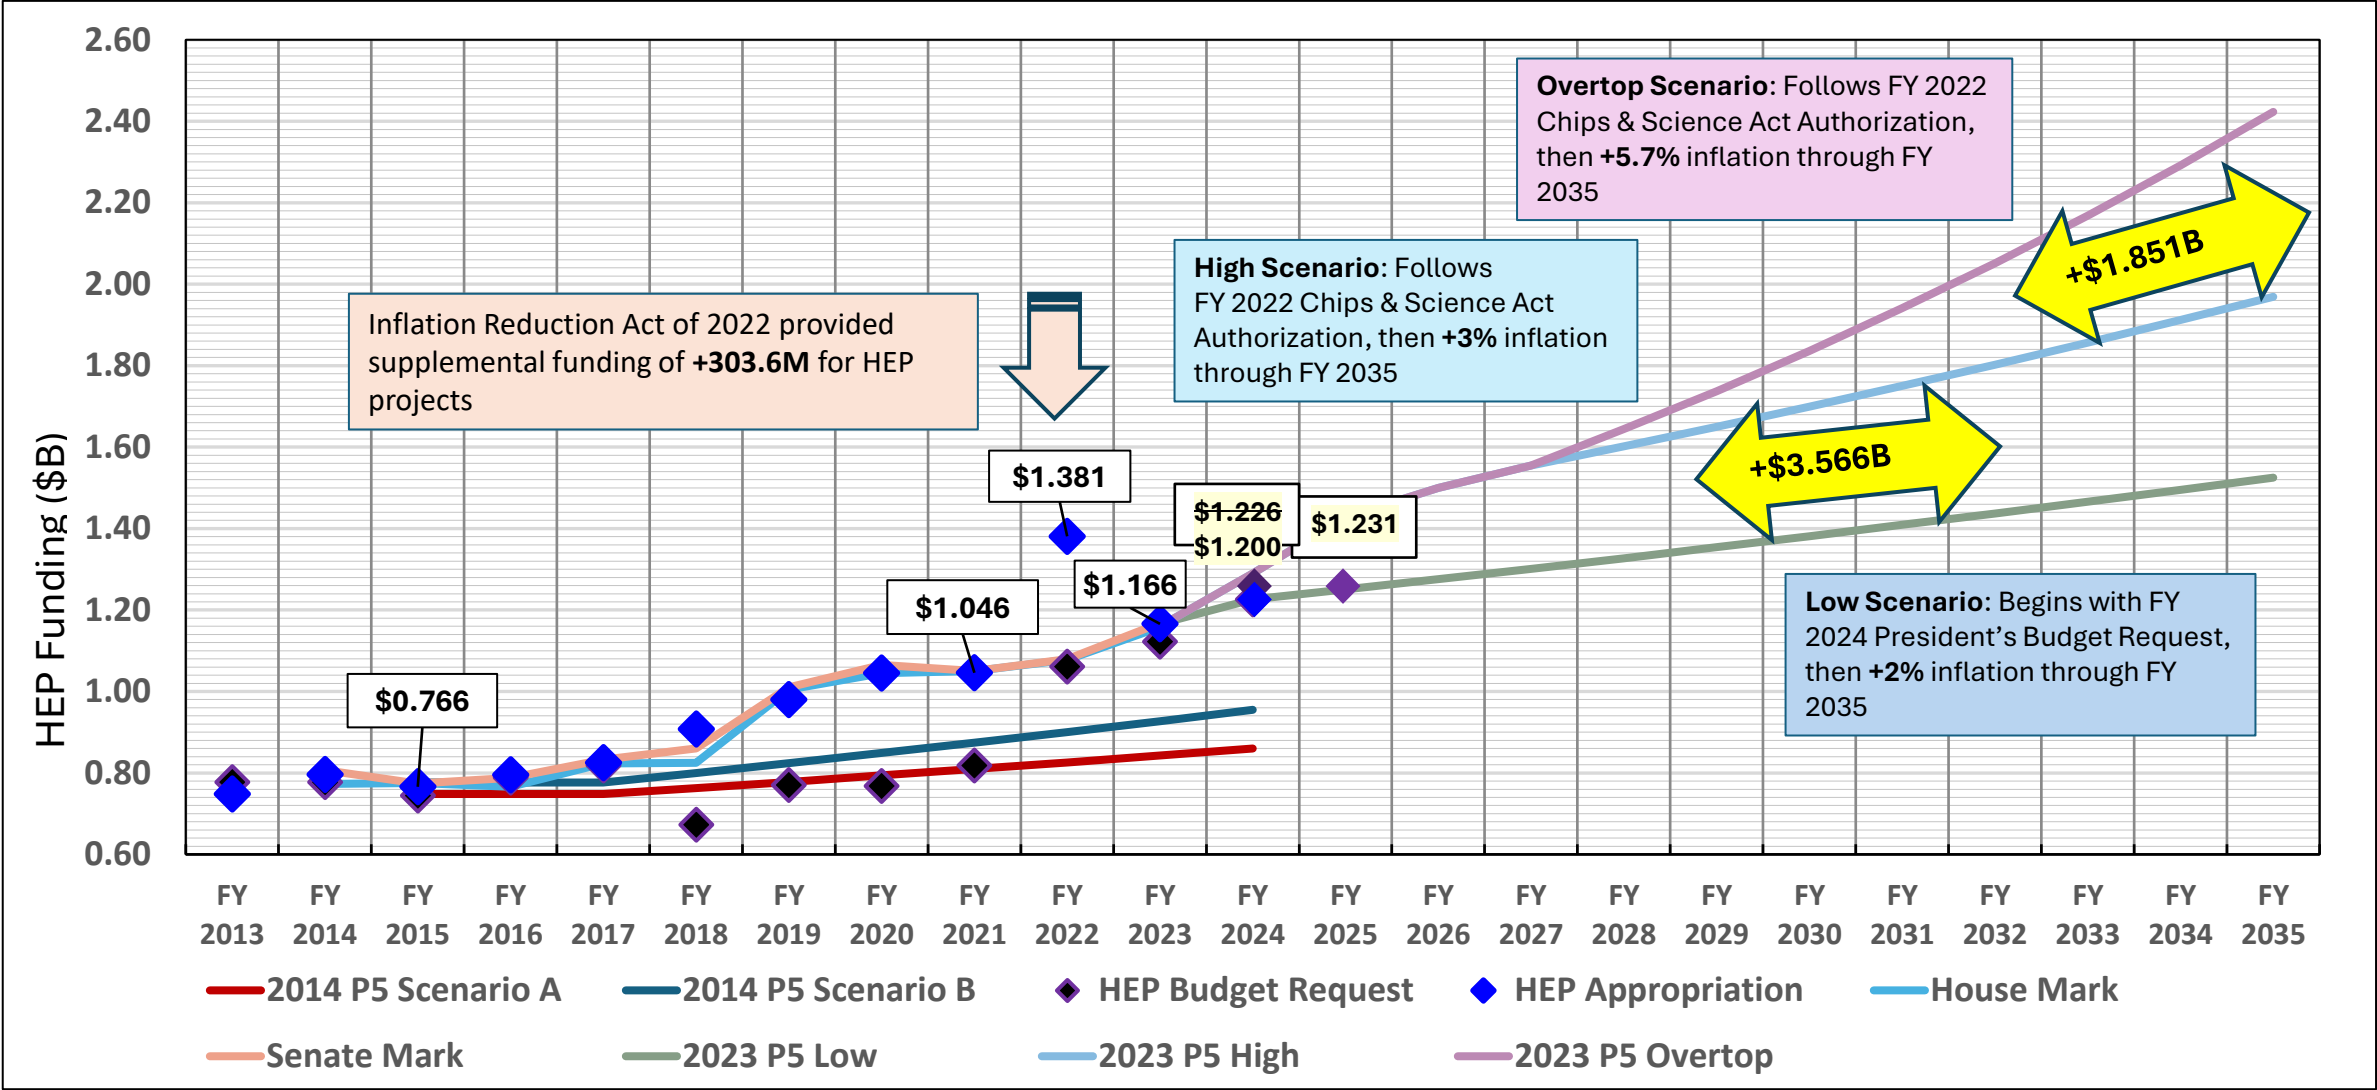 2.60
2.40
2.20
2.00
1.80
1.60
1.40
1.20
1.00
0.80
0.60
HEP Funding ($B)
Overtop Scenario: Follows FY 2022
Chips & Science Act Authorization,
then +5.7% inflation through FY
2035
High Scenario: Follows
FY 2022 Chips & Science Act
Authorization, then +3% inflation
through FY 2035
Inflation Reduction Act of 2022 provided
supplemental funding of +303.6M for HEP
projects
+$1.851B
+$3.566B
$1.381
$1.226
$1.200
$1.231
$1.166
$1.046
$0.766
Low Scenario: Begins with FY
2024 President’s Budget Request,
then +2% inflation through FY
2035
FY FY FY FY FY FY FY FY FY FY FY FY FY FY FY FY FY FY FY FY FY FY FY
2013 2014 2015 2016 2017 2018 2019 2020 2021 2022 2023 2024 2025 2026 2027 2028 2029 2030 2031 2032 2033 2034 2035
2014 P5 Scenario A 2014 P5 Scenario B HEP Budget Request HEP Appropriation House Mark
Senate Mark 2023 P5 Low 2023 P5 High 2023 P5 Overtop